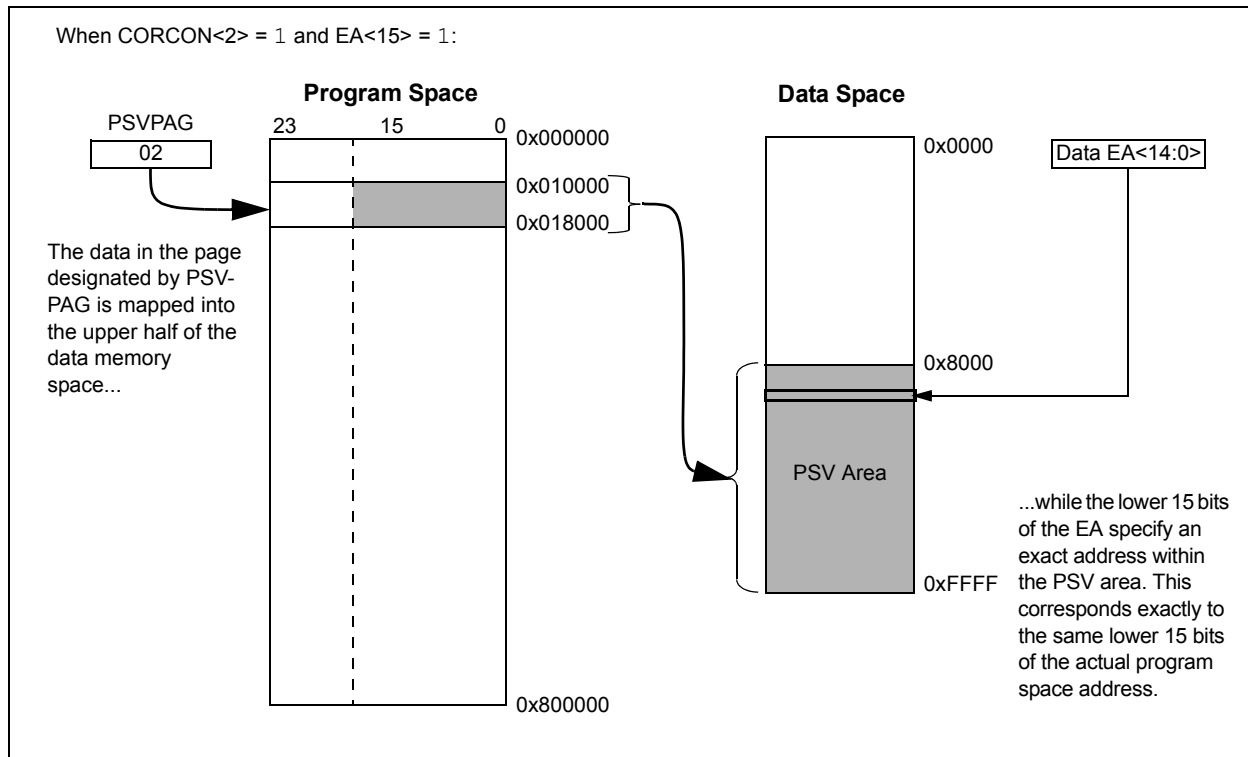 When CORCON<2> = 1 and EA<15> = 1:
Program Space
Data Space
PSVPAG
02
23 15 0
0x000000
0x010000
0x018000
0x800000
The data in the page
designated by PSV-
PAG is mapped into
the upper half of the
data memory
space...
0x0000
0x8000
0xFFFF
PSV Area
Data EA<14:0>
...while the lower 15 bits
of the EA specify an
exact address within
the PSV area. This
corresponds exactly to
the same lower 15 bits
of the actual program
space address.